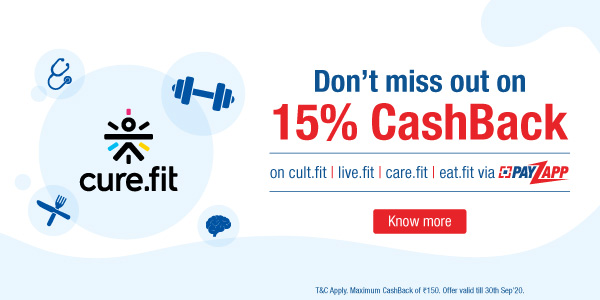 cure.fit
Don't miss out on
15% CashBack
on cult.fit | live.fit | care.fit | eat.fit via PAYZAPP
Know more
T&C Apply. Maximum CashBack of ₹150. Offer valid till 30th Sep'20.